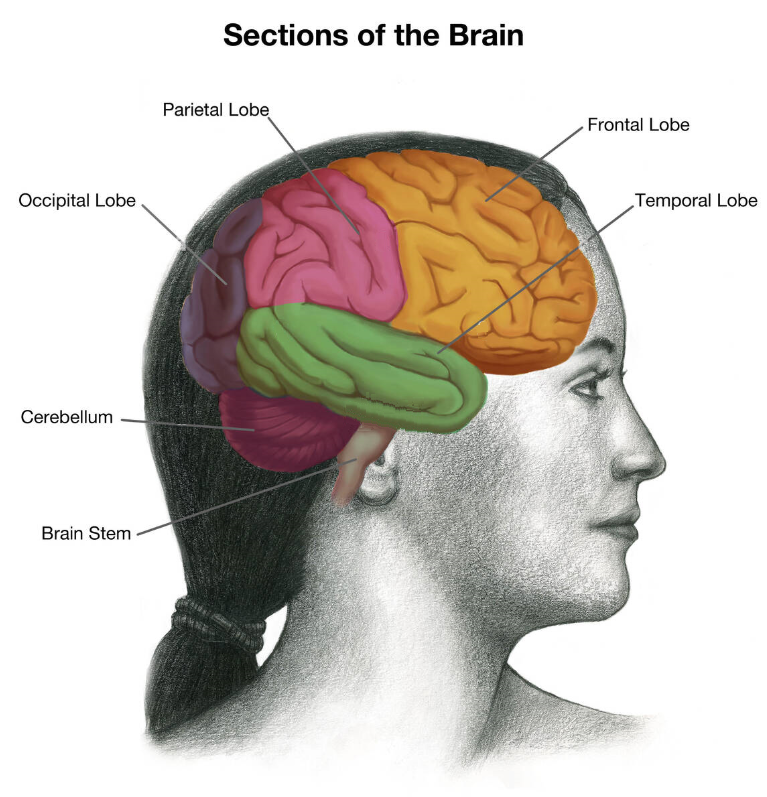 Sections of the Brain
Parietal Lobe
Frontal Lobe
Occipital Lobe
Temporal Lobe
Cerebellum
Brain Stem